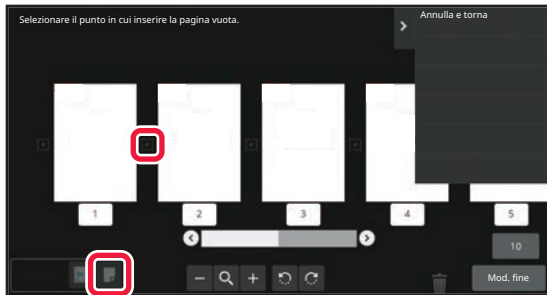 Selezionare il punto in cui inserire la pagina vuota.
Annulla e torna
1
2
3
4
5
10
Mod. fine